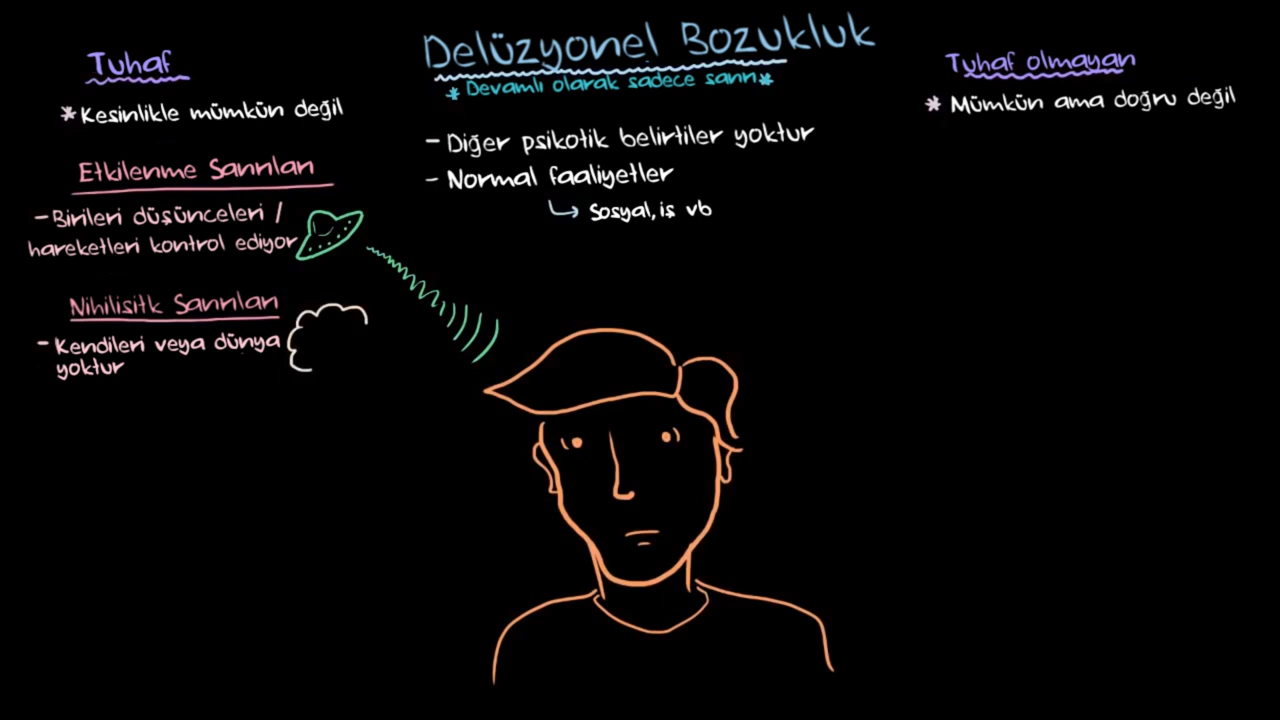 Delüzyonel Bozukluk
*Devamlı olarak sadece sanrı*
- Diğer psikotik belirtiler yoktur
- Normal faaliyetler
Sosyal, iş vb
Tuhaf
* Kesinlikle mümkün değil
Etkilenme Sanrıları
- Birileri düşünceleri /
hareketleri kontrol ediyor
Nihilisitk Sanrıları
- Kendileri veya dünya
yoktur
Tuhaf olmayan
* Mümkün ama doğru değil